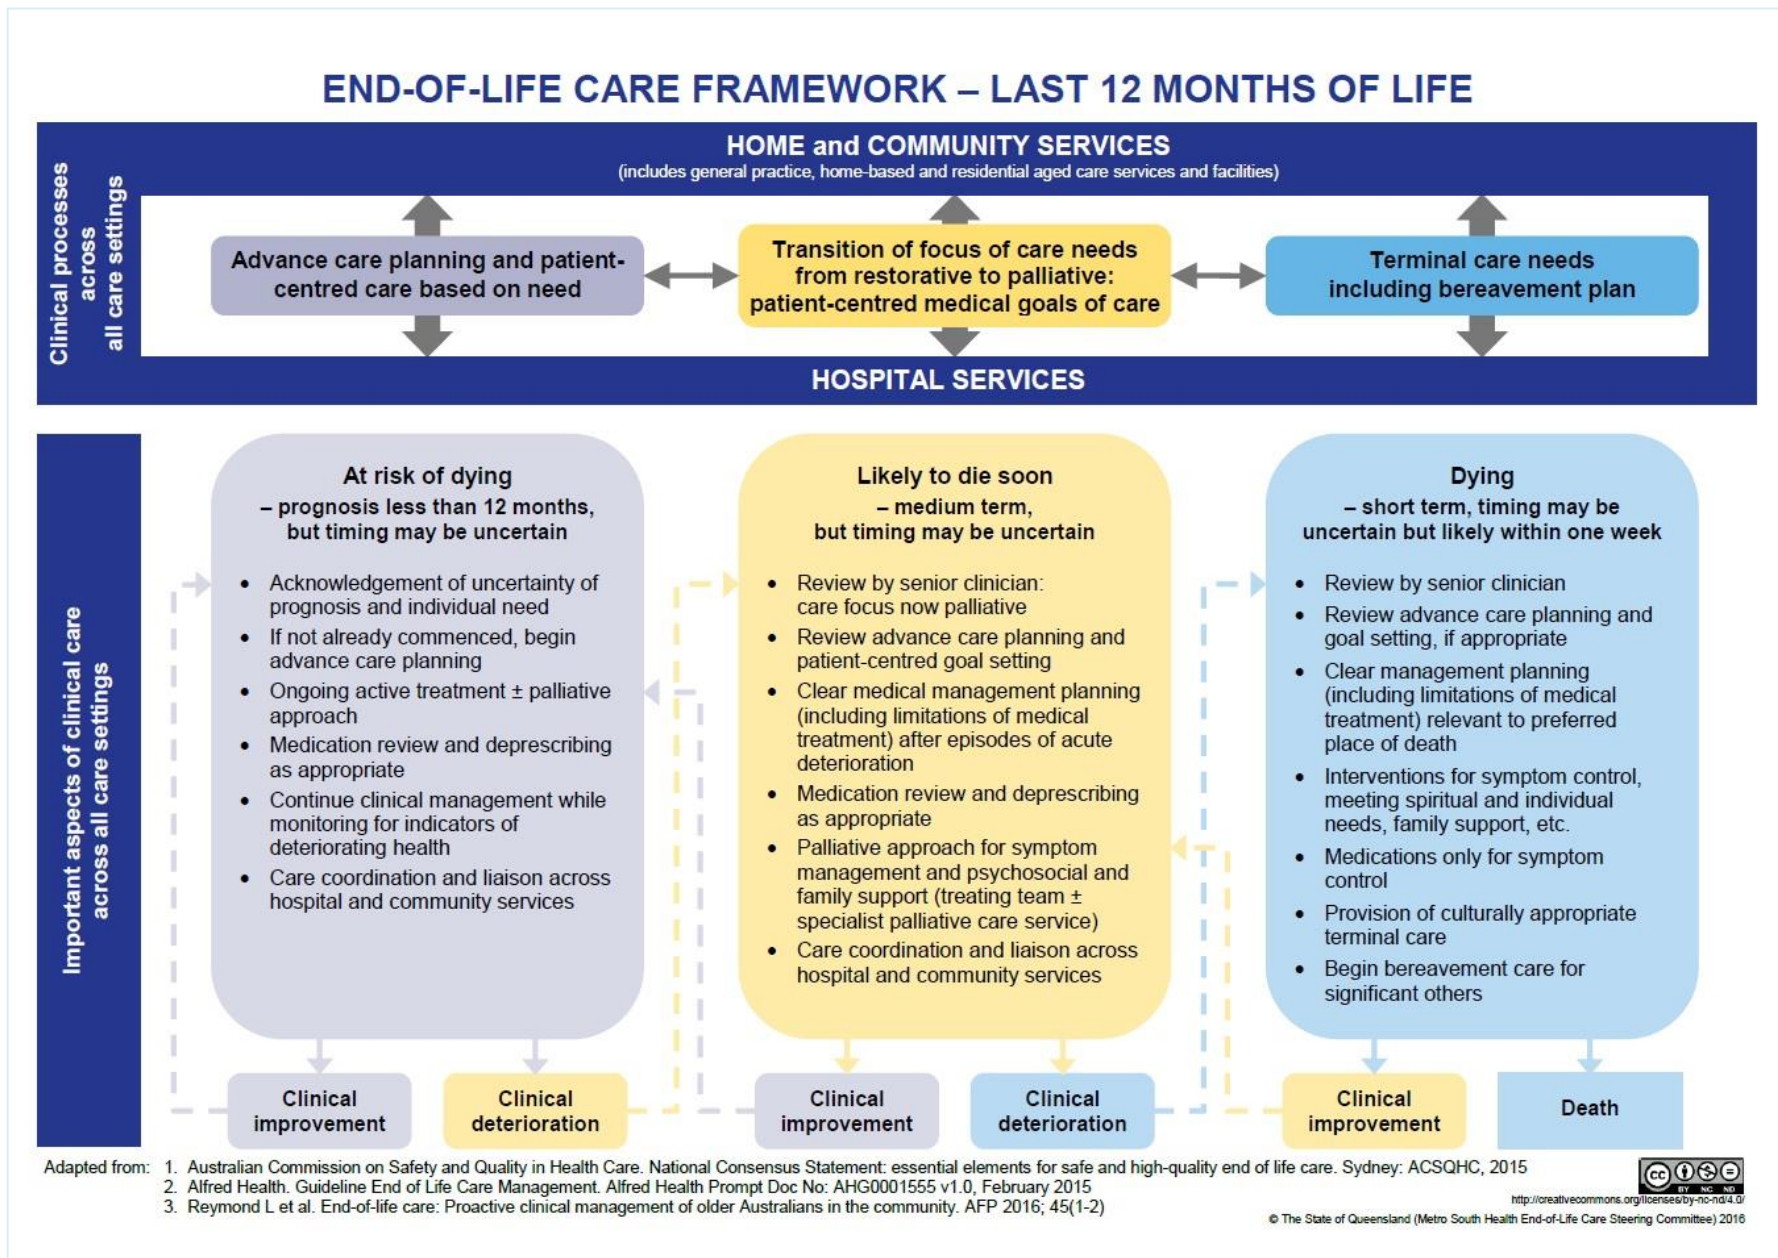 END-OF-LIFE CARE FRAMEWORK – LAST 12 MONTHS OF LIFE
Clinical processes
across
all care settings
HOME and COMMUNITY SERVICES
(includes general practice, home-based and residential aged care services and facilities)
Advance care planning and patient-
centred care based on need
Transition of focus of care needs
from restorative to palliative:
patient-centred medical goals of care
Terminal care needs
including bereavement plan
HOSPITAL SERVICES
Important aspects of clinical care
across all care settings
At risk of dying
– prognosis less than 12 months,
but timing may be uncertain
• Acknowledgement of uncertainty of
prognosis and individual need
• If not already commenced, begin
advance care planning
• Ongoing active treatment ± palliative
approach
• Medication review and deprescribing
as appropriate
• Continue clinical management while
monitoring for indicators of
deteriorating health
• Care coordination and liaison across
hospital and community services
Clinical
improvement
Clinical
deterioration
Likely to die soon
– medium term,
but timing may be uncertain
• Review by senior clinician:
care focus now palliative
• Review advance care planning and
patient-centred goal setting
• Clear medical management planning
(including limitations of medical
treatment) after episodes of acute
deterioration
• Medication review and deprescribing
as appropriate
• Palliative approach for symptom
management and psychosocial and
family support (treating team ±
specialist palliative care service)
• Care coordination and liaison across
hospital and community services
Clinical
improvement
Clinical
deterioration
Dying
– short term, timing may be
uncertain but likely within one week
• Review by senior clinician
• Review advance care planning and
goal setting, if appropriate
• Clear management planning
(including limitations of medical
treatment) relevant to preferred
place of death
• Interventions for symptom control,
meeting spiritual and individual
needs, family support, etc.
• Medications only for symptom
control
• Provision of culturally appropriate
terminal care
• Begin bereavement care for
significant others
Clinical
improvement
Death
Adapted from: 1. Australian Commission on Safety and Quality in Health Care. National Consensus Statement: essential elements for safe and high-quality end of life care. Sydney: ACSQHC, 2015
2. Alfred Health. Guideline End of Life Care Management. Alfred Health Prompt Doc No: AHG0001555 v1.0, February 2015
3. Reymond L et al. End-of-life care: Proactive clinical management of older Australians in the community. AFP 2016; 45(1-2)
CC BY NC ND
http://creativecommons.org/licenses/by-nc-nd/4.0/
© The State of Queensland (Metro South Health End-of-Life Care Steering Committee) 2016